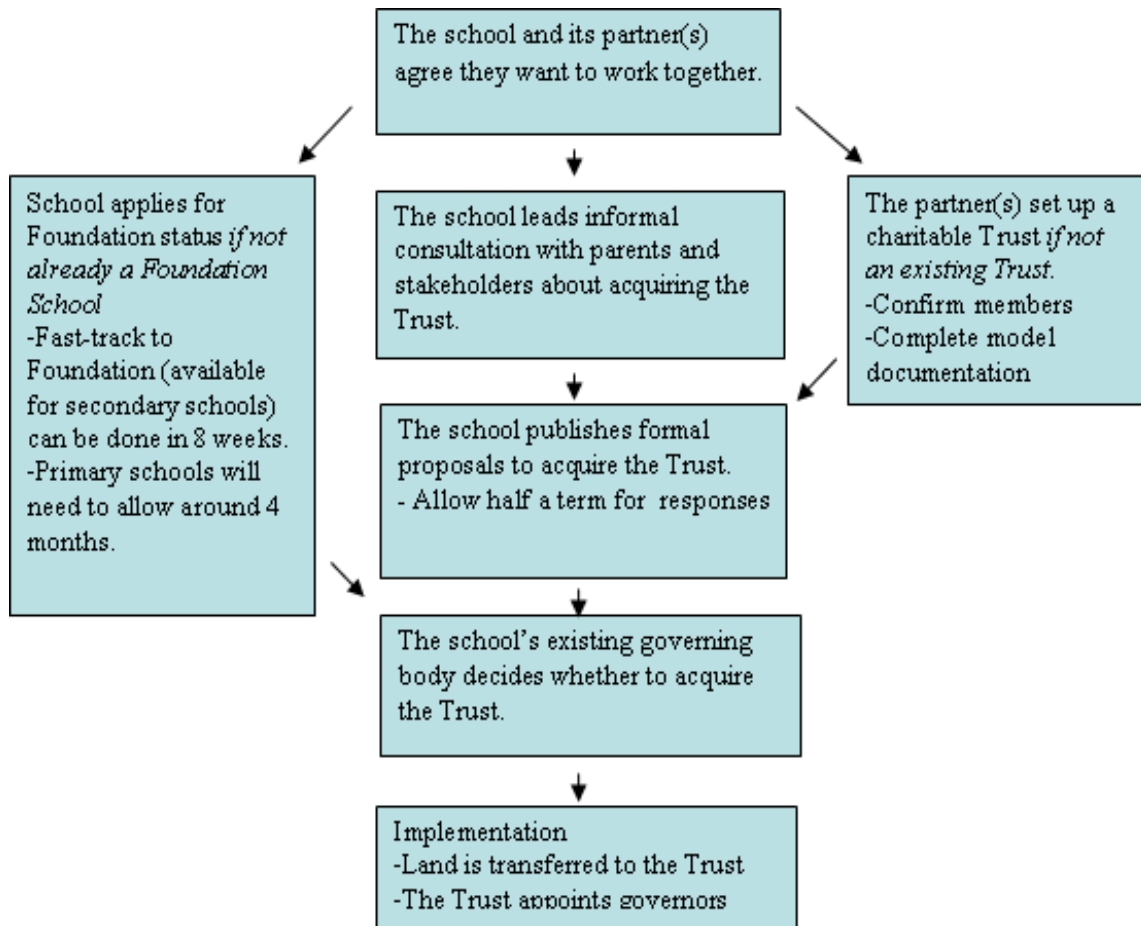 The school and its partner(s)
agree they want to work together.
School applies for
Foundation status if not
already a Foundation
School
-Fast-track to
Foundation (available
for secondary schools)
can be done in 8 weeks.
-Primary schools will
need to allow around 4
months.
The school leads informal
consultation with parents and
stakeholders about acquiring the
Trust.
The partner(s) set up a
charitable Trust if not
an existing Trust.
-Confirm members
-Complete model
documentation
The school publishes formal
proposals to acquire the Trust.
- Allow half a term for responses
The school’s existing governing
body decides whether to acquire
the Trust.
Implementation
-Land is transferred to the Trust
-The Trust appoints governors